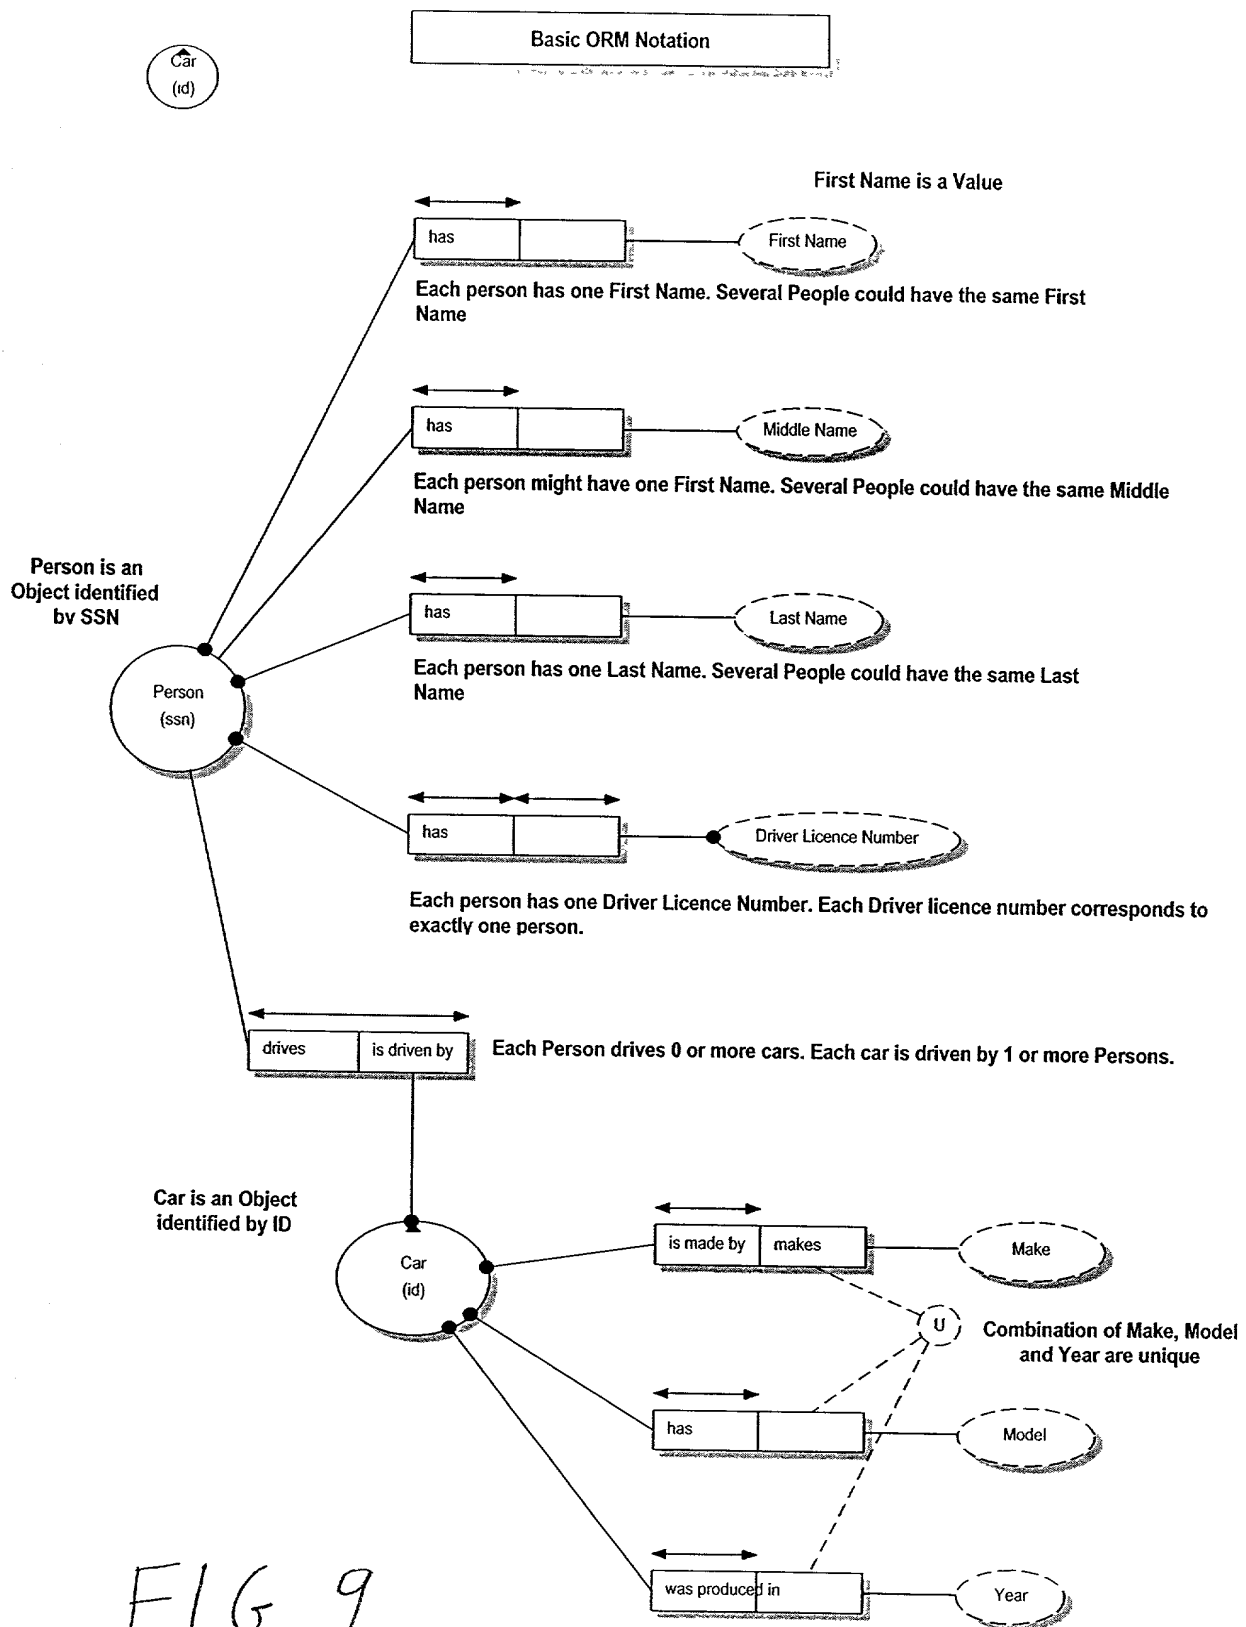 Basic ORM Notation
Car
(id)
First Name is a Value
has
First Name
Each person has one First Name. Several People could have the same First
Name
has
Middle Name
Each person might have one First Name. Several People could have the same Middle
Name
Person is an
Object identified
by SSN
has
Last Name
Each person has one Last Name. Several People could have the same Last
Name
Person
(ssn)
has
Driver Licence Number
Each person has one Driver Licence Number. Each Driver licence number corresponds to
exactly one person.
drives
is driven by
Each Person drives 0 or more cars. Each car is driven by 1 or more Persons.
Car is an Object
identified by ID
Car
(id)
is made by
makes
Make
U
Combination of Make, Model
and Year are unique
has
Model
was produced in
Year
FIG 9